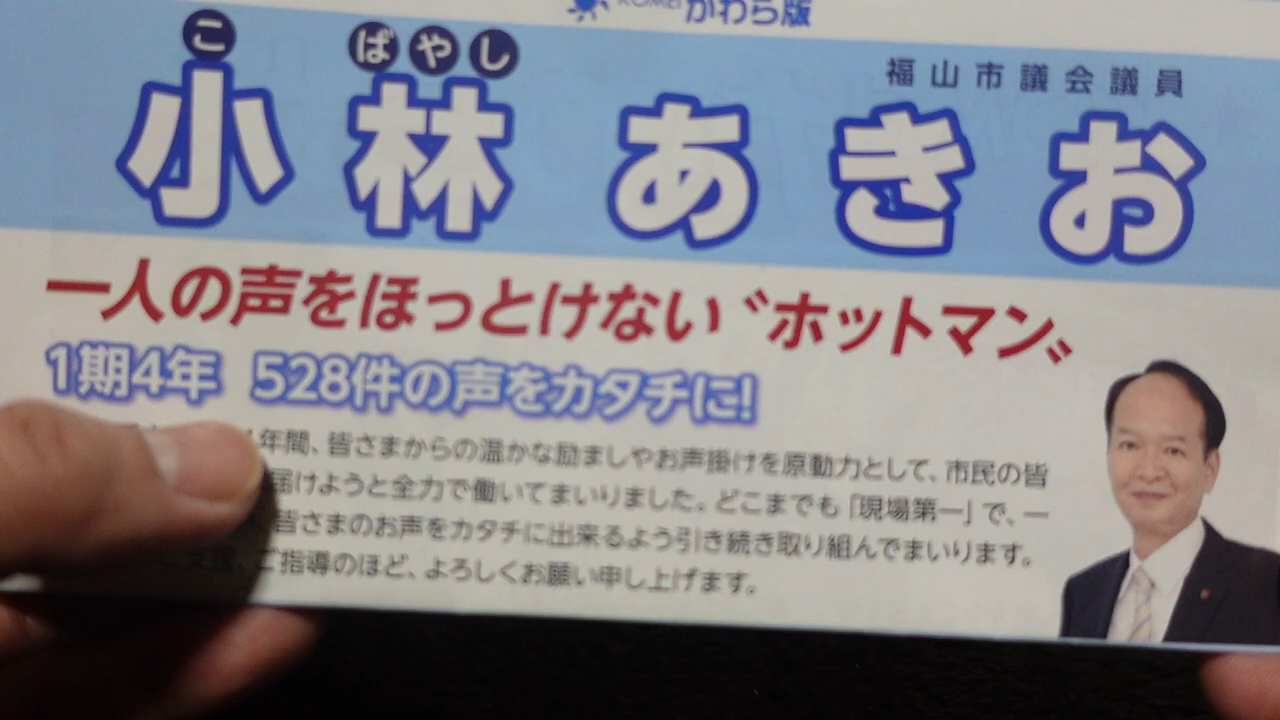 KOMEI かわら版
こ ばやし
福山市議会議員
小林 あきお
一人の声をほっとけない〝ホットマン〟
1期4年 528件の声をカタチに!
年間、皆さまからの温かな励ましやお声掛けを原動力として、市民の皆
届けようと全力で働いてまいりました。どこまでも「現場第一」で、一
皆さまのお声をカタチに出来るよう引き続き取り組んでまいります。
支援、ご指導のほど、よろしくお願い申し上げます。